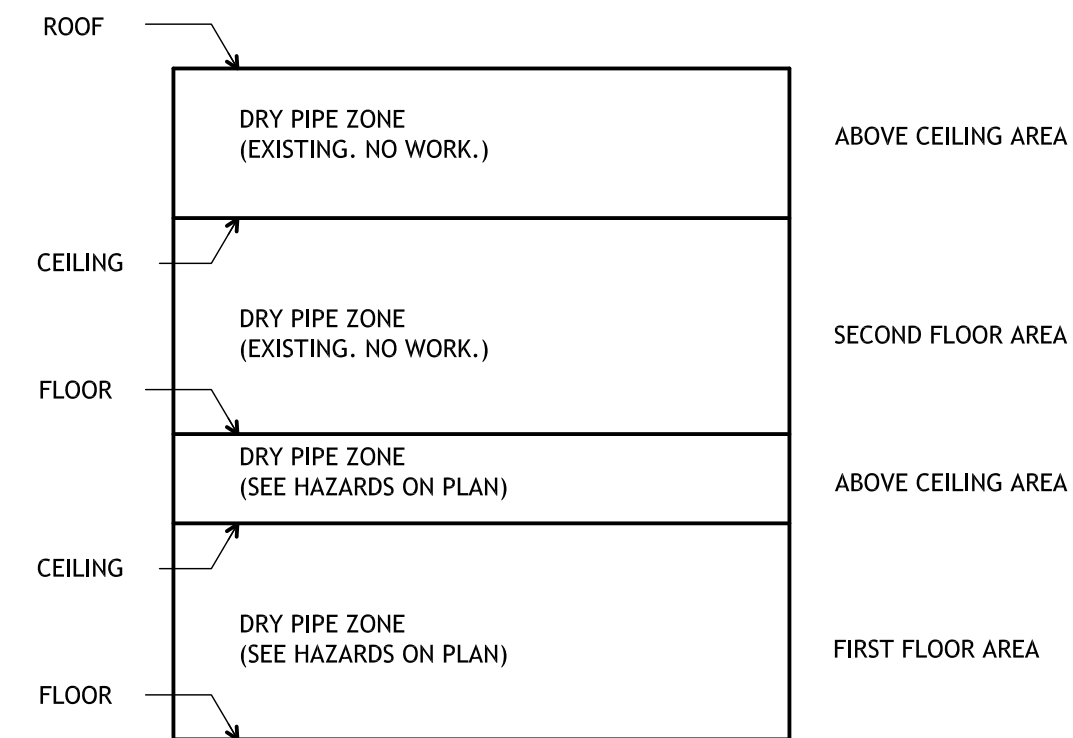 ROOF
DRY PIPE ZONE
(EXISTING. NO WORK.)
ABOVE CEILING AREA
CEILING
DRY PIPE ZONE
(EXISTING. NO WORK.)
SECOND FLOOR AREA
FLOOR
DRY PIPE ZONE
(SEE HAZARDS ON PLAN)
ABOVE CEILING AREA
CEILING
DRY PIPE ZONE
(SEE HAZARDS ON PLAN)
FIRST FLOOR AREA
FLOOR